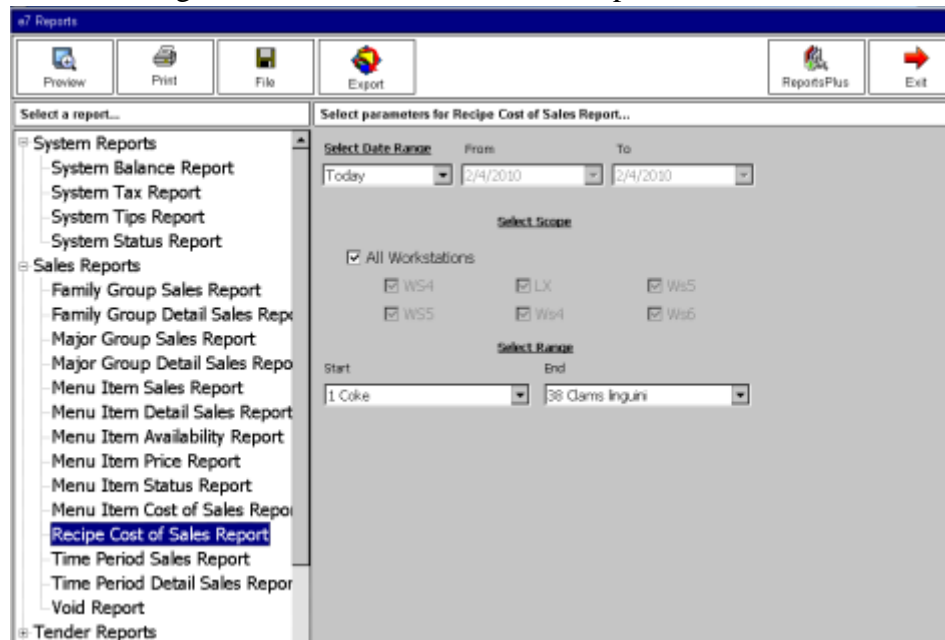 e7 Reports
Preview Print File Export ReportsPlus Exit
Select a report...
Select parameters for Recipe Cost of Sales Report...
System Reports
System Balance Report
System Tax Report
System Tips Report
System Status Report
Sales Reports
Family Group Sales Report
Family Group Detail Sales Repo
Major Group Sales Report
Major Group Detail Sales Repo
Menu Item Sales Report
Menu Item Detail Sales Report
Menu Item Availability Report
Menu Item Price Report
Menu Item Status Report
Menu Item Cost of Sales Repor
Recipe Cost of Sales Report
Time Period Sales Report
Time Period Detail Sales Repor
Void Report
Tender Reports
Select Date Range From To
Today 2/4/2010 2/4/2010
Select Scope
All Workstations
WS4 LX Ws5
WS5 Ws4 Ws6
Select Range
Start End
1 Coke 38 Clams linguini